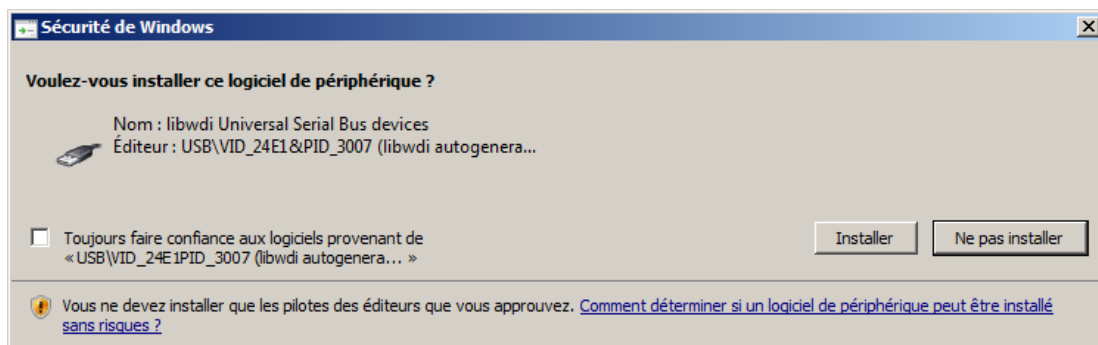 Sécurité de Windows
Voulez-vous installer ce logiciel de périphérique ?
Nom : libwdi Universal Serial Bus devices
Éditeur : USB\VID_24E1&PID_3007 (libwdi autogenera...
Toujours faire confiance aux logiciels provenant de
« USB\VID_24E1PID_3007 (libwdi autogenera... »
Installer
Ne pas installer
Vous ne devez installer que les pilotes des éditeurs que vous approuvez. Comment déterminer si un logiciel de périphérique peut être installé
sans risques ?